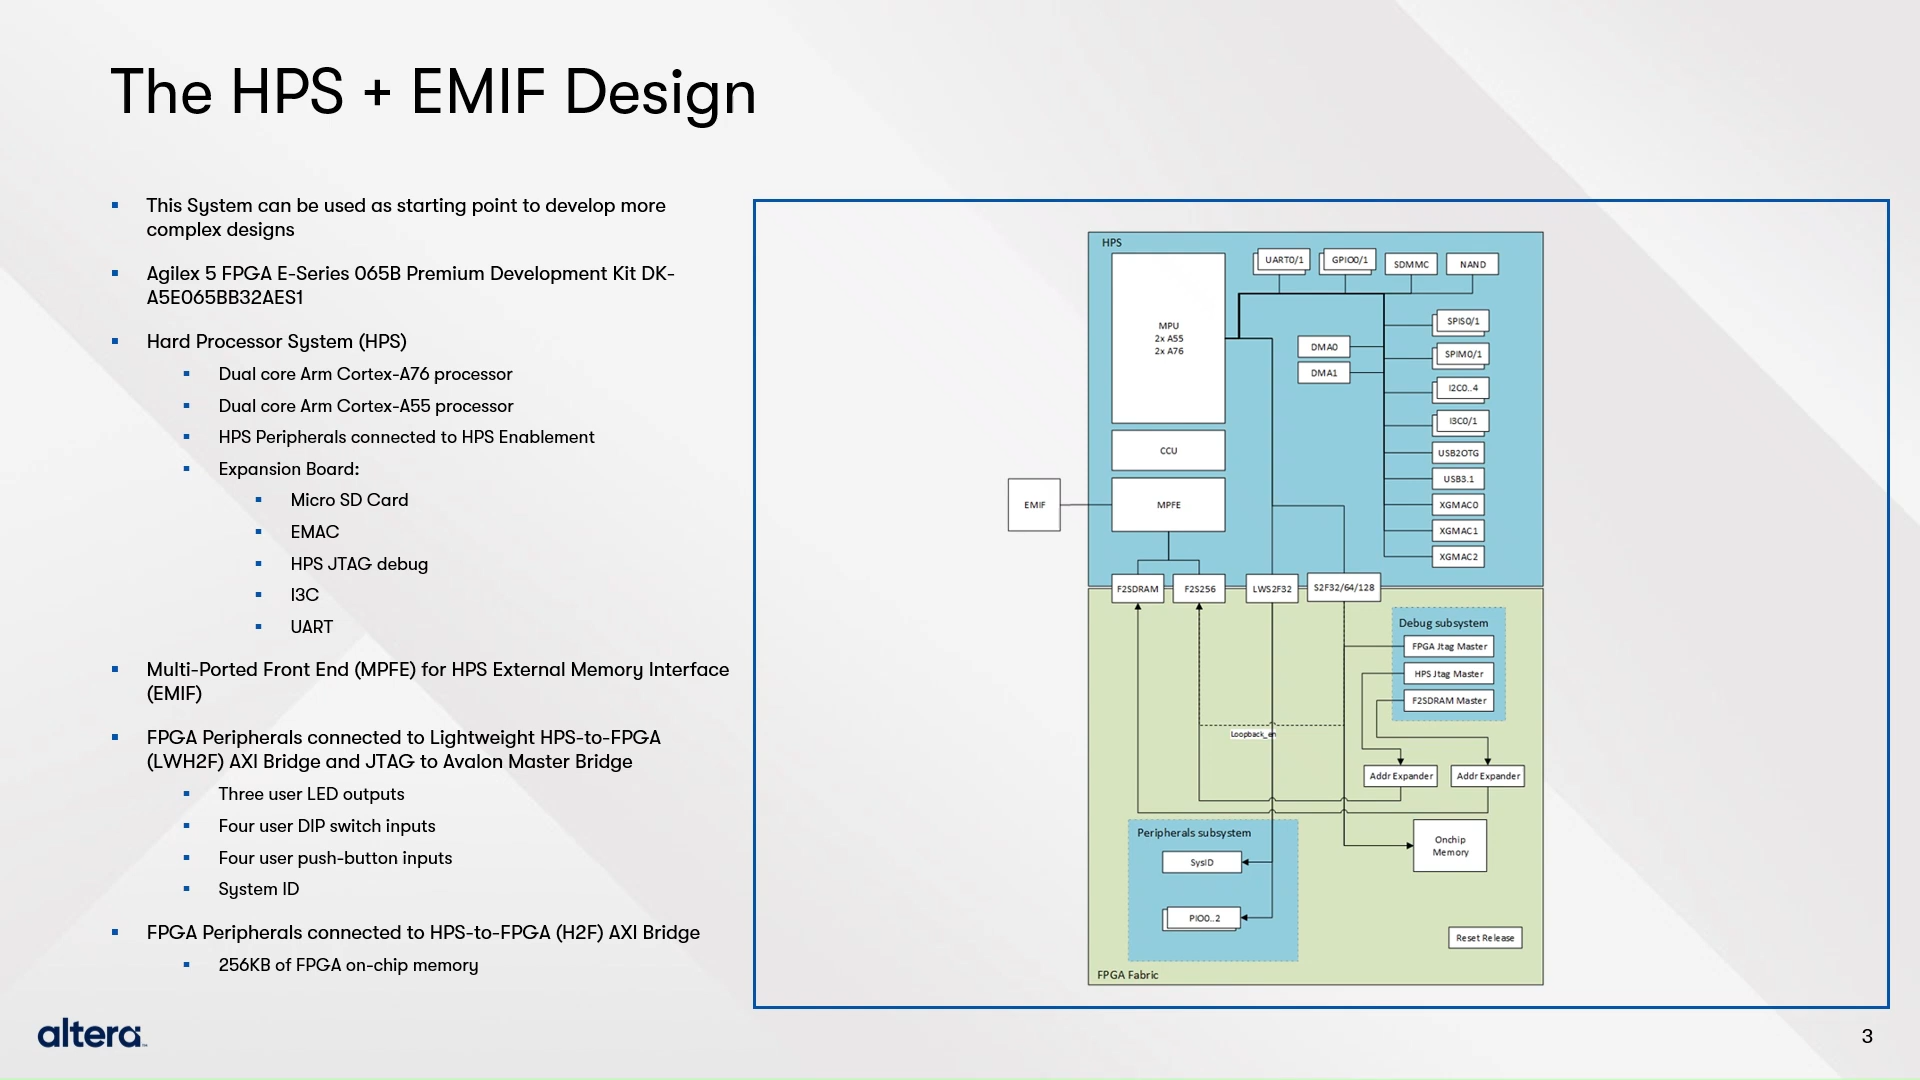 The HPS + EMIF Design
This System can be used as starting point to develop more
complex designs
Agilex 5 FPGA E-Series 065B Premium Development Kit DK-
A5E065BB32AES1
Hard Processor System (HPS)
Dual core Arm Cortex-A76 processor
Dual core Arm Cortex-A55 processor
HPS Peripherals connected to HPS Enablement
Expansion Board:
Micro SD Card
EMAC
HPS JTAG debug
I3C
UART
Multi-Ported Front End (MPFE) for HPS External Memory Interface
(EMIF)
FPGA Peripherals connected to Lightweight HPS-to-FPGA
(LWH2F) AXI Bridge and JTAG to Avalon Master Bridge
Three user LED outputs
Four user DIP switch inputs
Four user push-button inputs
System ID
FPGA Peripherals connected to HPS-to-FPGA (H2F) AXI Bridge
256KB of FPGA on-chip memory
HPS
MPU
2x A55
2x A76
UART0/1
GPIO0/1
SDMMC
NAND
DMA0
DMA1
SPIS0/1
SPIM0/1
I2C0..4
I3C0/1
USB2OTG
USB3.1
XGMAC0
XGMAC1
XGMAC2
CCU
EMIF
MPFE
F2SDRAM
F2S256
LWS2F32
S2F32/64/128
Debug subsystem
FPGA Jtag Master
HPS Jtag Master
F2SDRAM Master
Loopback_en
Addr Expander
Addr Expander
Peripherals subsystem
SysID
PIO0..2
Onchip
Memory
Reset Release
FPGA Fabric
altera
3